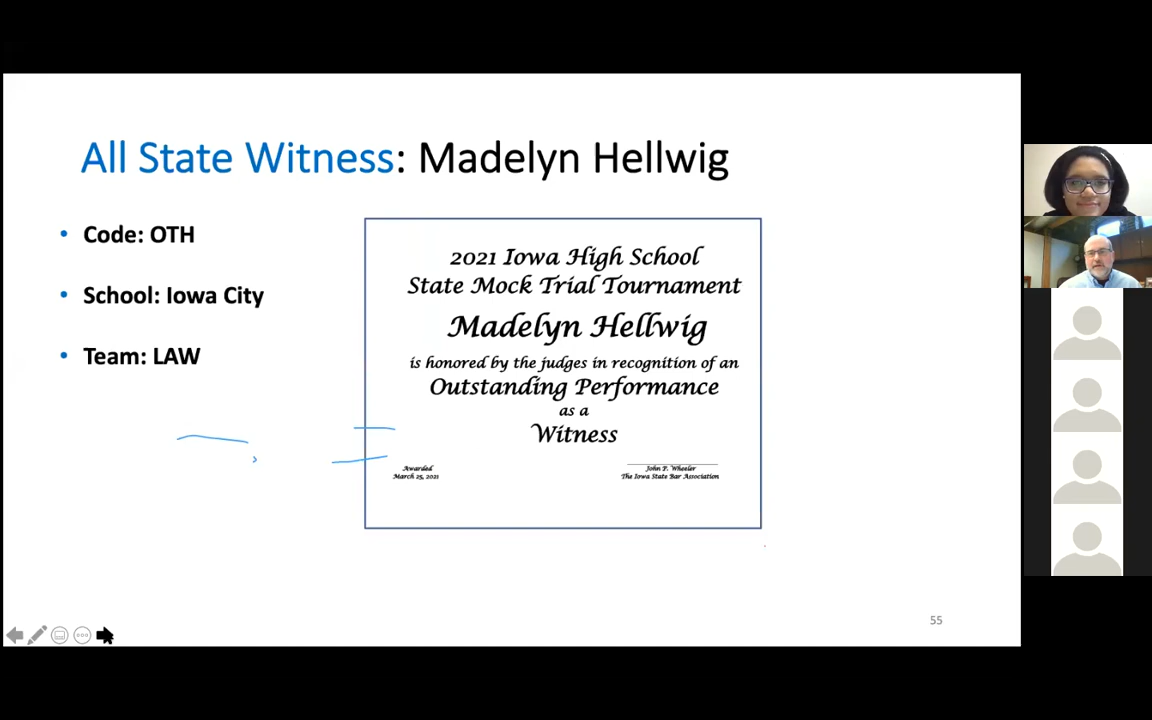 All State Witness: Madelyn Hellwig
• Code: OTH
• School: Iowa City
• Team: LAW
2021 Iowa High School
State Mock Trial Tournament
Madelyn Hellwig
is honored by the judges in recognition of an
Outstanding Performance
as a
Witness
Awarded
March 25, 2021
John P. Wheeler
The Iowa State Bar Association
55